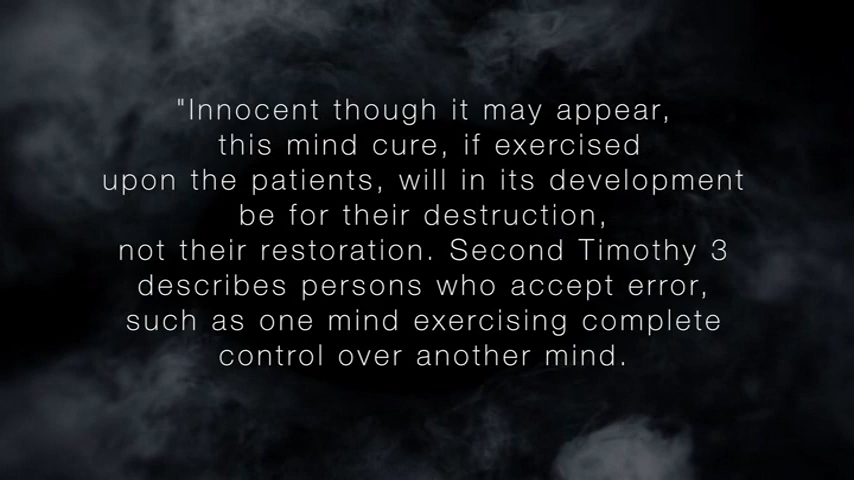 "Innocent though it may appear,
this mind cure, if exercised
upon the patients, will in its development
be for their destruction,
not their restoration. Second Timothy 3
describes persons who accept error,
such as one mind exercising complete
control over another mind.